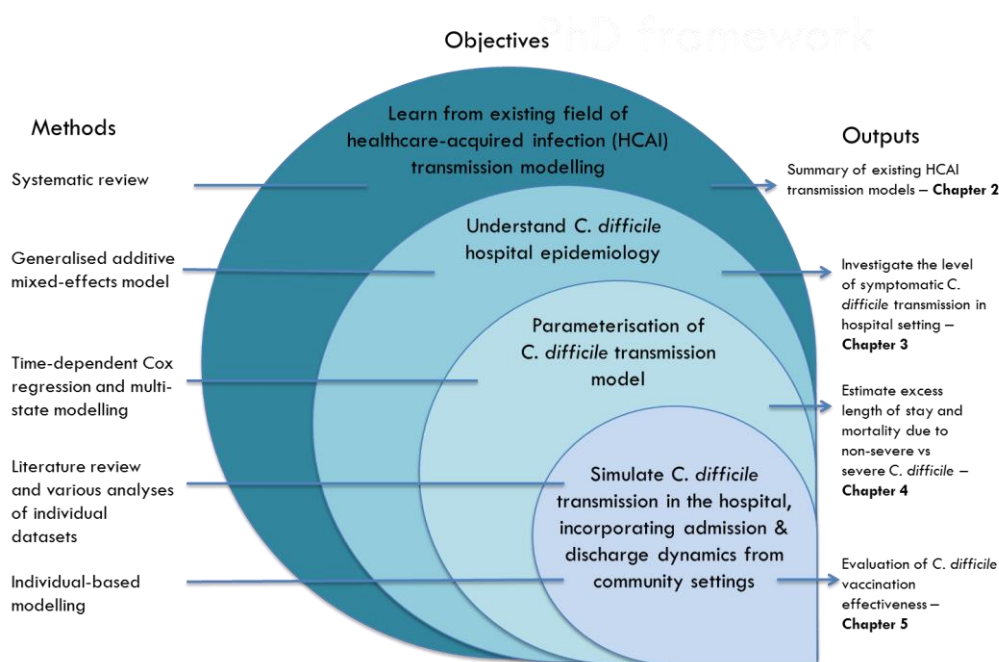 PhD framework
Objectives
Methods
Systematic review
Generalised additive
mixed-effects model
Time-dependent Cox
regression and multi-
state modelling
Literature review
and various analyses
of individual
datasets
Individual-based
modelling
Learn from existing field of
healthcare-acquired infection (HCAI)
transmission modelling
Understand C. difficile
hospital epidemiology
Parameterisation of
C. difficile transmission
model
Simulate C. difficile
transmission in the hospital,
incorporating admission &
discharge dynamics from
community settings
Outputs
Summary of existing HCAI
transmission models – Chapter 2
Investigate the level
of symptomatic C.
difficile transmission in
hospital setting –
Chapter 3
Estimate excess
length of stay and
mortality due to
non-severe vs
severe C. difficile –
Chapter 4
Evaluation of C. difficile
vaccination
effectiveness –
Chapter 5